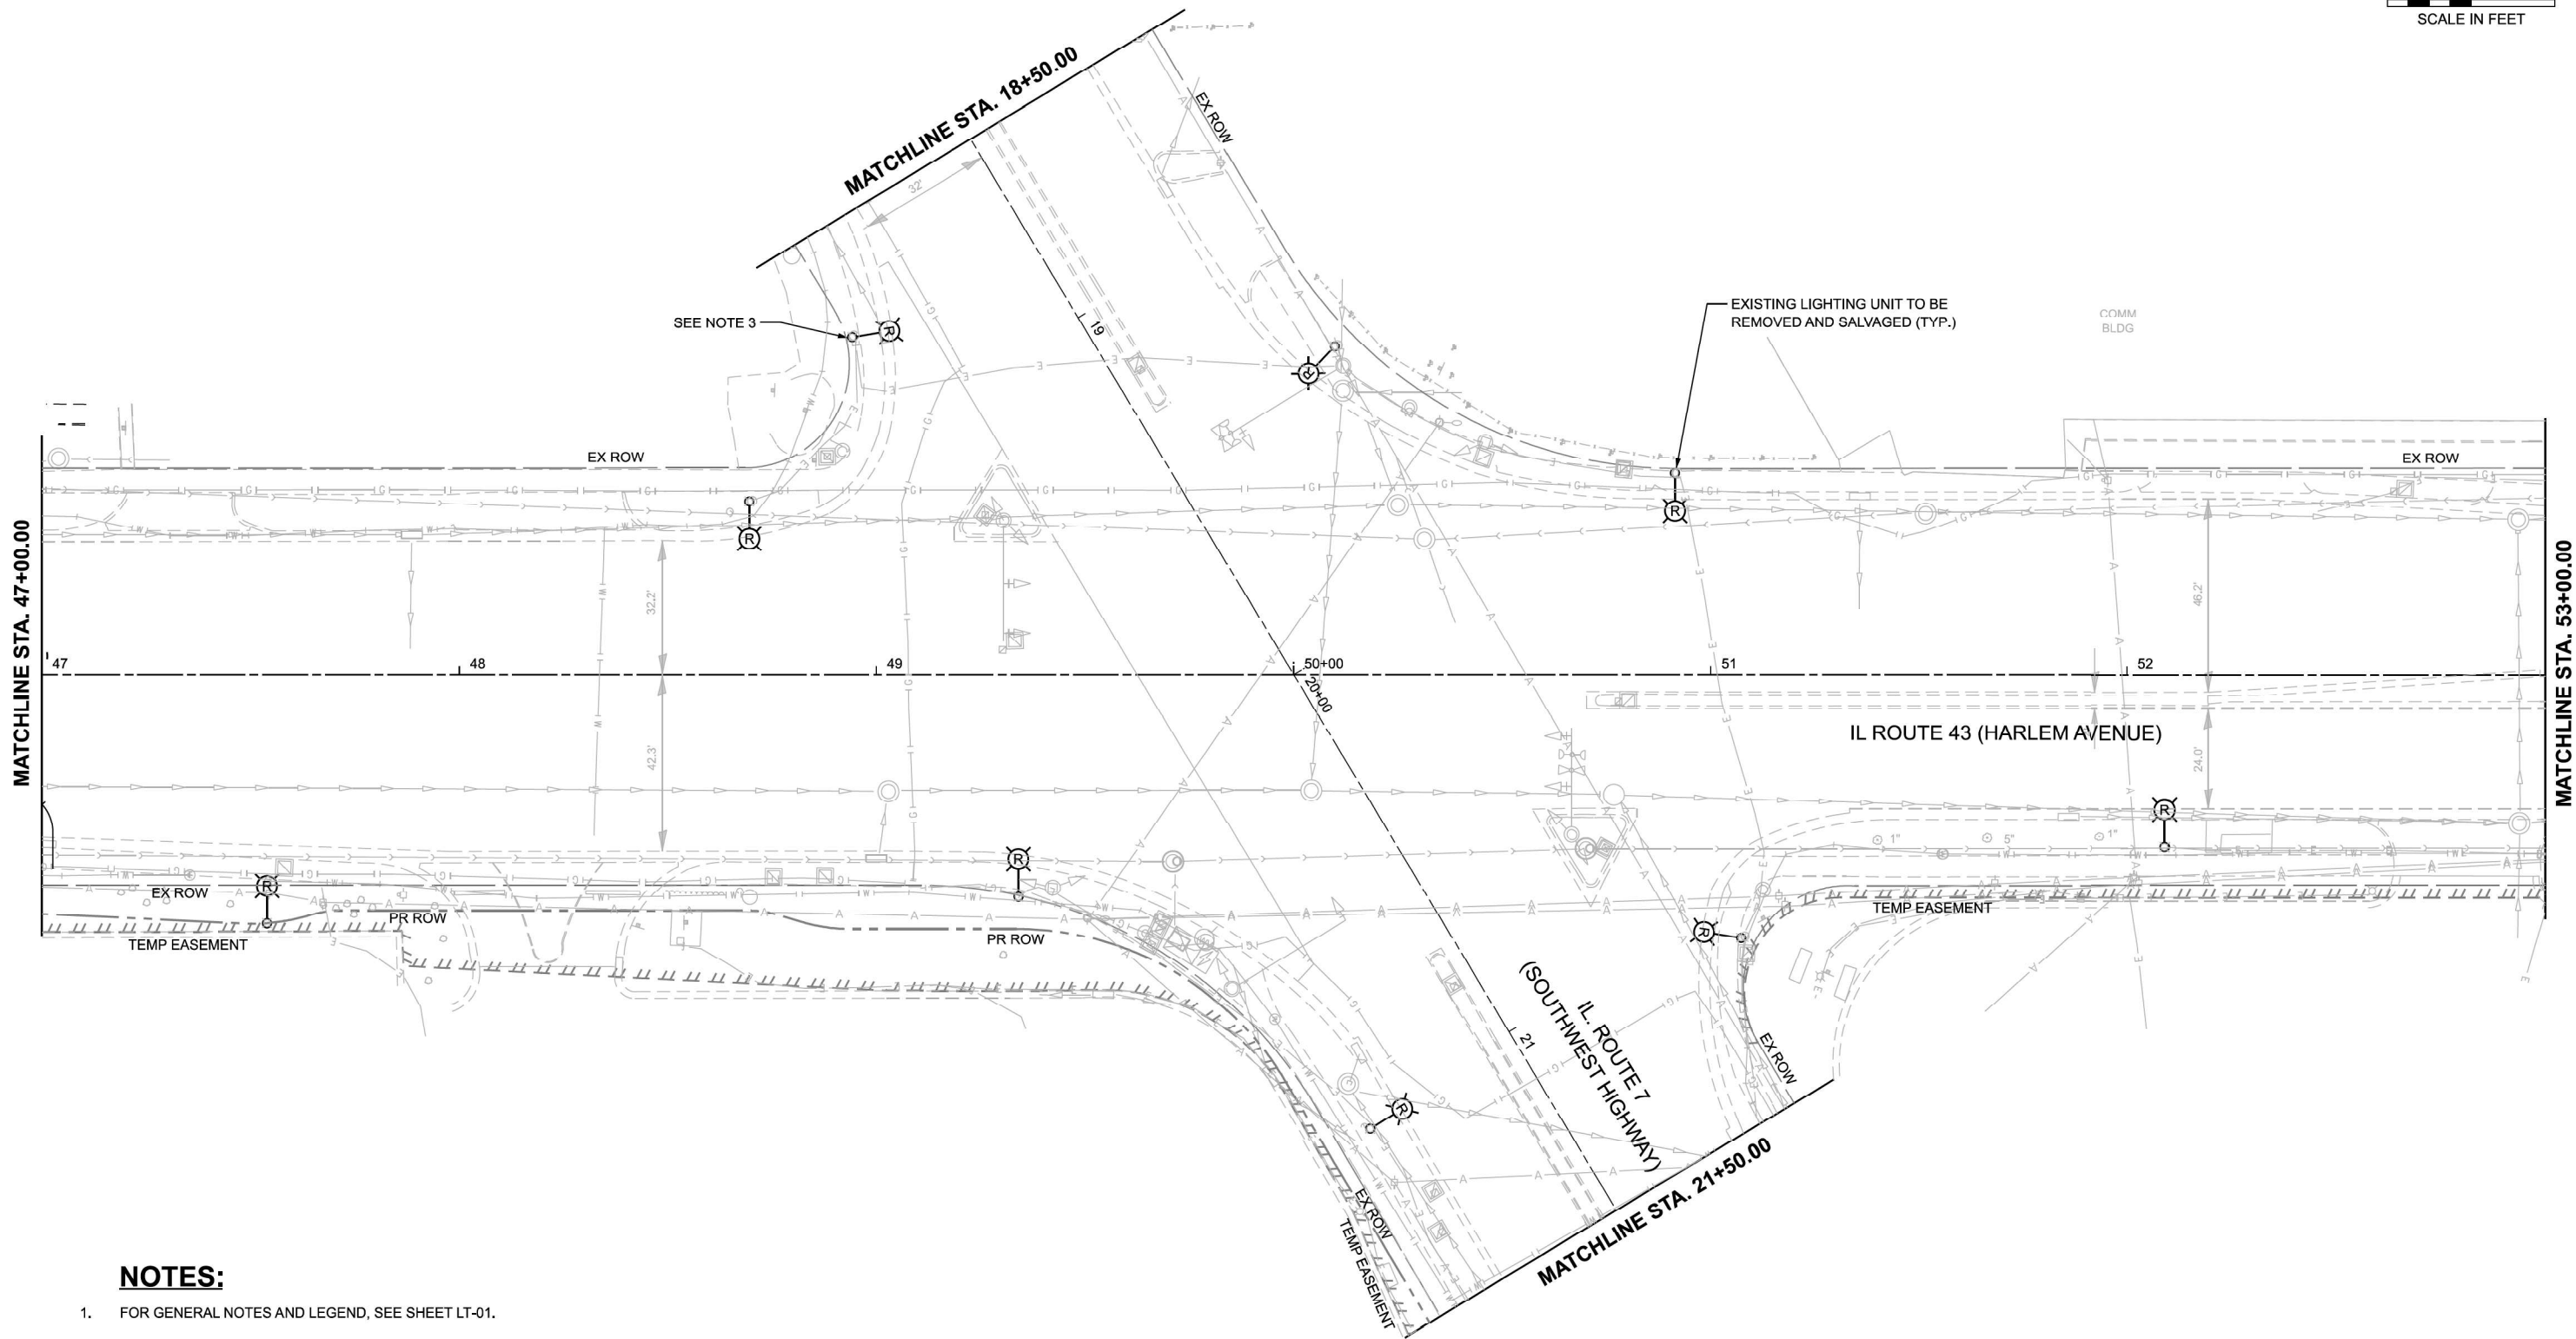 SCALE IN FEET
MATCHLINE STA. 18+50.00
EX ROW
32'
SEE NOTE 3
R
19
R
EXISTING LIGHTING UNIT TO BE
REMOVED AND SALVAGED (TYP.)
COMM
BLDG
EX ROW
EX ROW
R
R
MATCHLINE STA. 47+00.00
MATCHLINE STA. 53+00.00
32.2'
46.2'
47
48
49
50+00
51
52
20+00
IL ROUTE 43 (HARLEM AVENUE)
42.3'
24.0'
R
1"
5"
1"
R
EX ROW
R
PR ROW
TEMP EASEMENT
PR ROW
TEMP EASEMENT
R
IL. ROUTE 7
(SOUTHWEST HIGHWAY)
21
EX ROW
R
MATCHLINE STA. 21+50.00
EX ROW
TEMP EASEMENT
NOTES:
1. FOR GENERAL NOTES AND LEGEND, SEE SHEET LT-01.